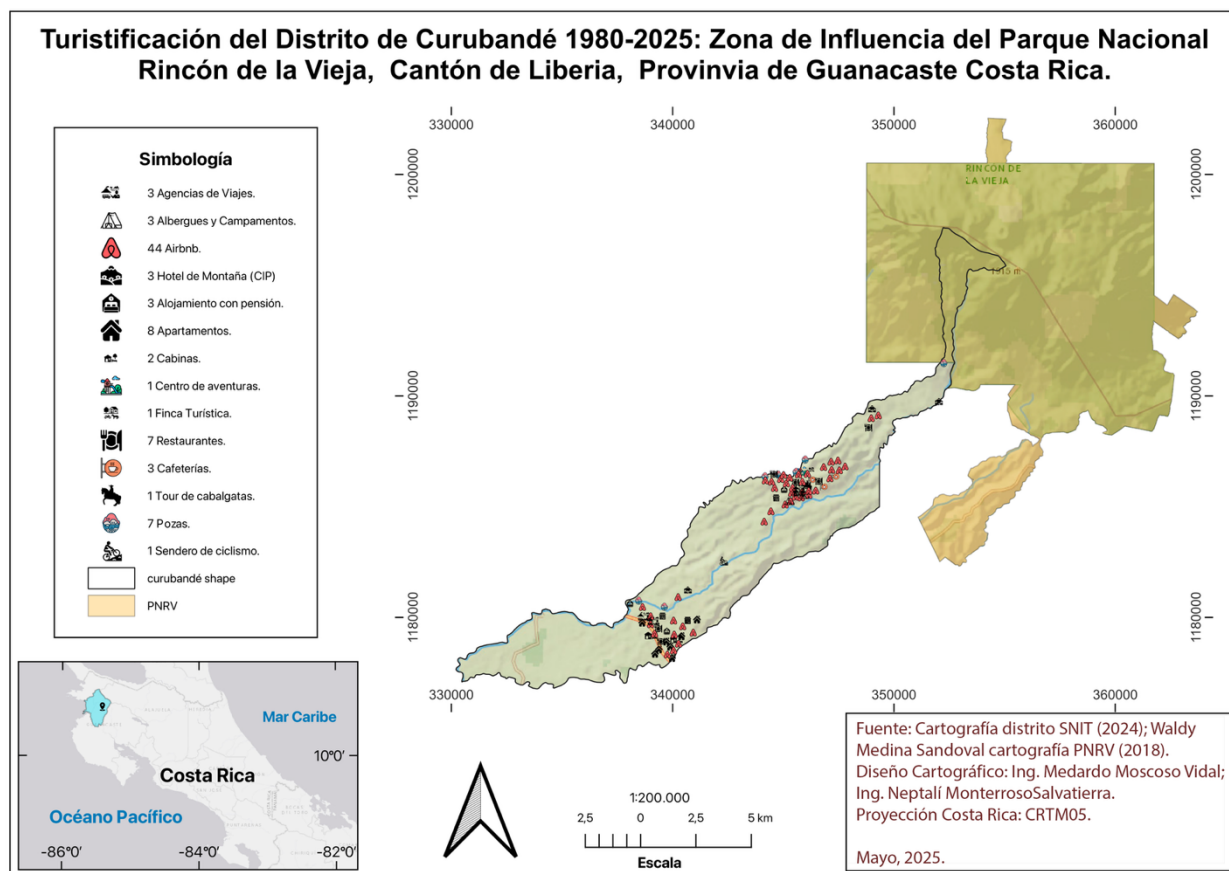 Turistificación del Distrito de Curubandé 1980-2025: Zona de Influencia del Parque Nacional
Rincón de la Vieja, Cantón de Liberia, Provinvia de Guanacaste Costa Rica.
Simbología
3 Agencias de Viajes.
3 Albergues y Campamentos.
44 Airbnb.
3 Hotel de Montaña (CIP)
3 Alojamiento con pensión.
8 Apartamentos.
2 Cabinas.
1 Centro de aventuras.
1 Finca Turística.
7 Restaurantes.
3 Cafeterías.
1 Tour de cabalgatas.
7 Pozas.
1 Sendero de ciclismo.
curubandé shape
PNRV
330000 340000 350000 360000
1200000 1200000
RINCÓN DE
LA VIEJA
1190000 1190000
1180000 1180000
330000 340000 350000 360000
Mar Caribe
10°0′
Costa Rica
Océano Pacífico
-86°0′ -84°0′ -82°0′
1:200.000
2,5 0 2,5 5 km
Escala
Fuente: Cartografía distrito SNIT (2024); Waldy
Medina Sandoval cartografía PNRV (2018).
Diseño Cartográfico: Ing. Medardo Moscoso Vidal;
Ing. Neptalí MonterrosoSalvatierra.
Proyección Costa Rica: CRTM05.
Mayo, 2025.